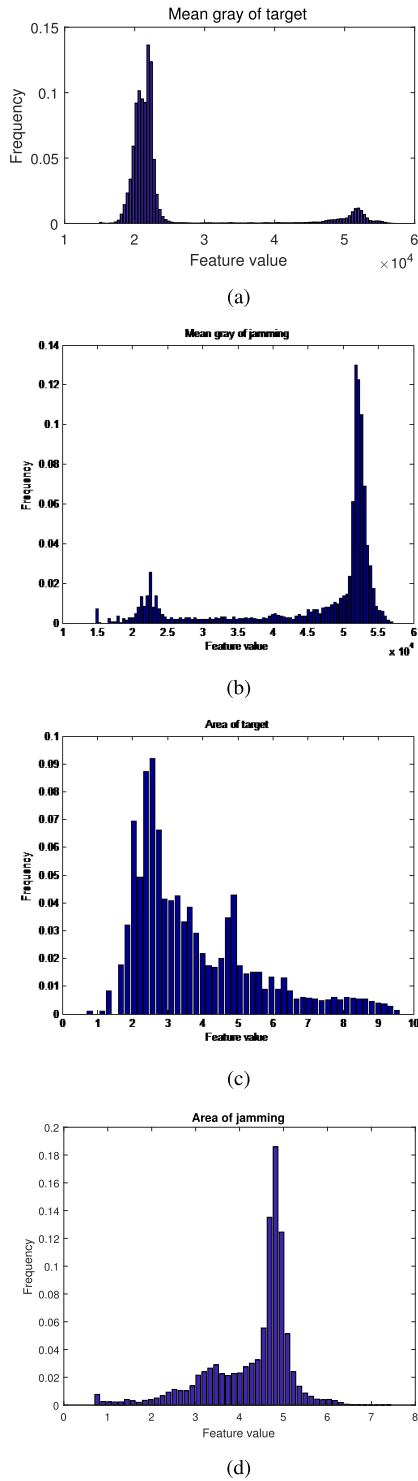 Mean gray of target
0.15
0.1
0.05
0
Frequency
1 2 3 4 5 6
Feature value
×10⁴
(a)
Mean gray of jamming
0.14
0.12
0.1
0.08
0.06
0.04
0.02
0
Frequency
1 1.5 2 2.5 3 3.5 4 4.5 5 5.5 6
Feature value
x 10⁴
(b)
Area of target
0.1
0.09
0.08
0.07
0.06
0.05
0.04
0.03
0.02
0.01
0
Frequency
0 1 2 3 4 5 6 7 8 9 10
Feature value
(c)
Area of jamming
0.2
0.18
0.16
0.14
0.12
0.1
0.08
0.06
0.04
0.02
0
Frequency
0 1 2 3 4 5 6 7 8
Feature value
(d)